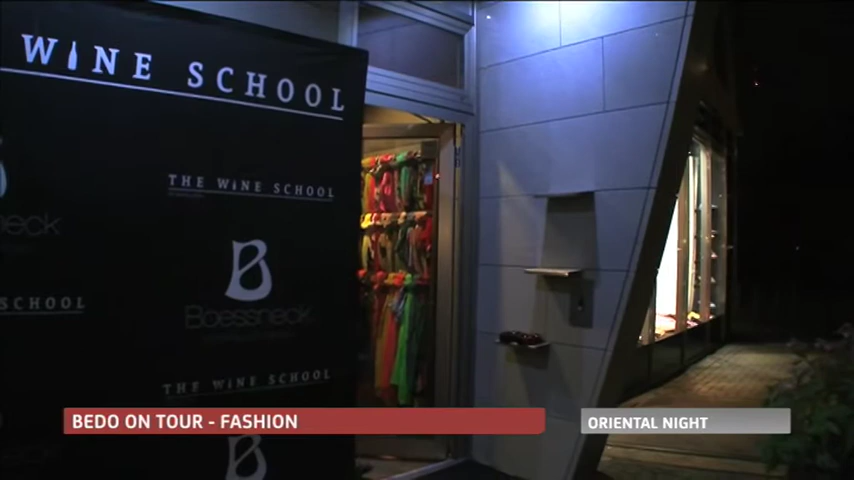 WINE SCHOOL
THE WINE SCHOOL
Boessneck
SCHOOL
THE WINE SCHOOL
BEDO ON TOUR - FASHION
ORIENTAL NIGHT